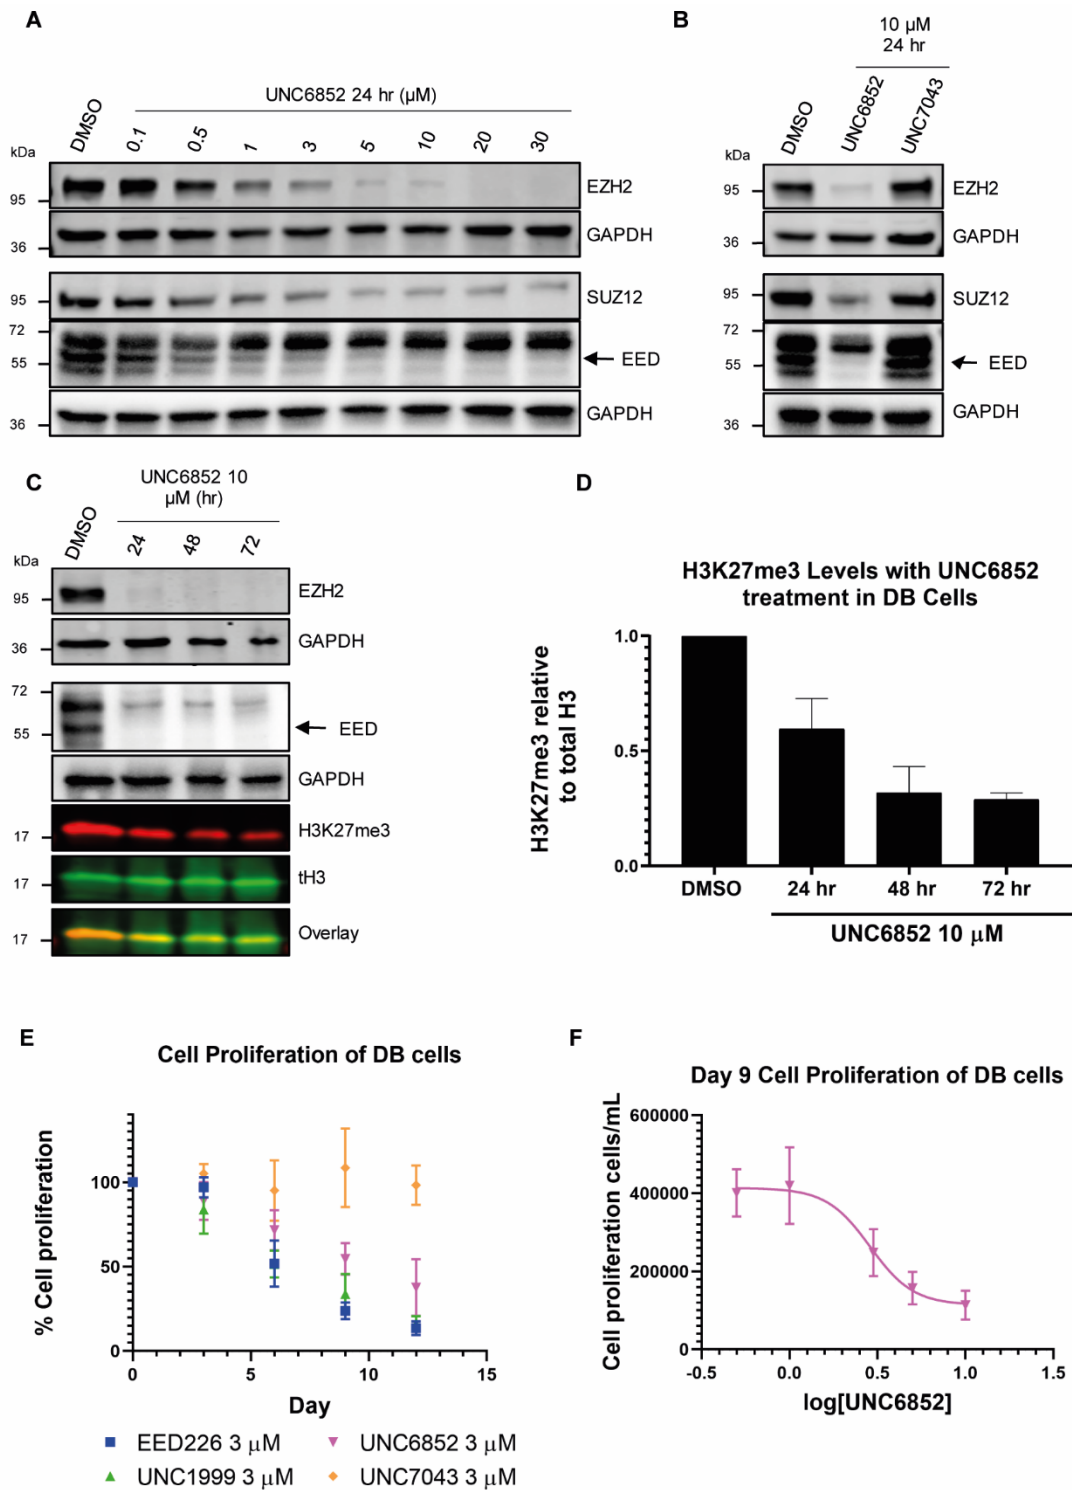 A
UNC6852 24 hr (µM)
DMSO
0.1
0.5
1
3
5
10
20
30
kDa
95
EZH2
36
GAPDH
95
SUZ12
72
55
EED
36
GAPDH
B
10 µM
24 hr
DMSO
UNC6852
UNC7043
kDa
95
EZH2
36
GAPDH
95
SUZ12
72
55
EED
36
GAPDH
C
UNC6852 10
µM (hr)
DMSO
24
48
72
kDa
95
EZH2
36
GAPDH
72
55
EED
GAPDH
17
H3K27me3
17
tH3
17
Overlay
D
H3K27me3 Levels with UNC6852
treatment in DB Cells
H3K27me3 relative
to total H3
1.0
0.5
0.0
DMSO
24 hr
48 hr
72 hr
UNC6852 10 µM
E
Cell Proliferation of DB cells
% Cell proliferation
100
50
0
0
5
10
15
Day
EED226 3 µM
UNC6852 3 µM
UNC1999 3 µM
UNC7043 3 µM
F
Day 9 Cell Proliferation of DB cells
Cell proliferation cells/mL
600000
400000
200000
0
-0.5
0.0
0.5
1.0
1.5
log[UNC6852]